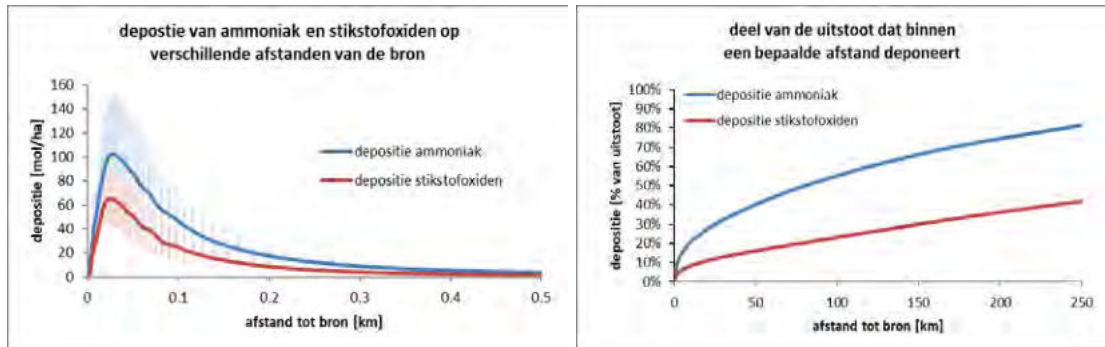 depostie van ammoniak en stikstofoxiden op
verschillende afstanden van de bron
160
140
120
100
80
60
40
20
0
depositie [mol/ha]
depositie ammoniak
depositie stikstofoxiden
0
0.1
0.2
0.3
0.4
0.5
afstand tot bron [km]
deel van de uitstoot dat binnen
een bepaalde afstand deponeert
100%
90%
80%
70%
60%
50%
40%
30%
20%
10%
0%
depositie [% van uitstoot]
depositie ammoniak
depositie stikstofoxiden
0
50
100
150
200
250
afstand tot bron [km]